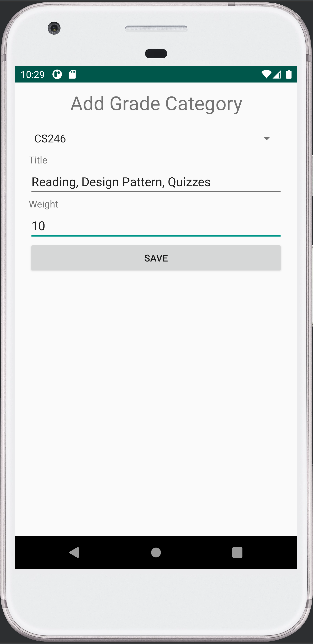 10:29
Add Grade Category
CS246
Title
Reading, Design Pattern, Quizzes
Weight
10
SAVE